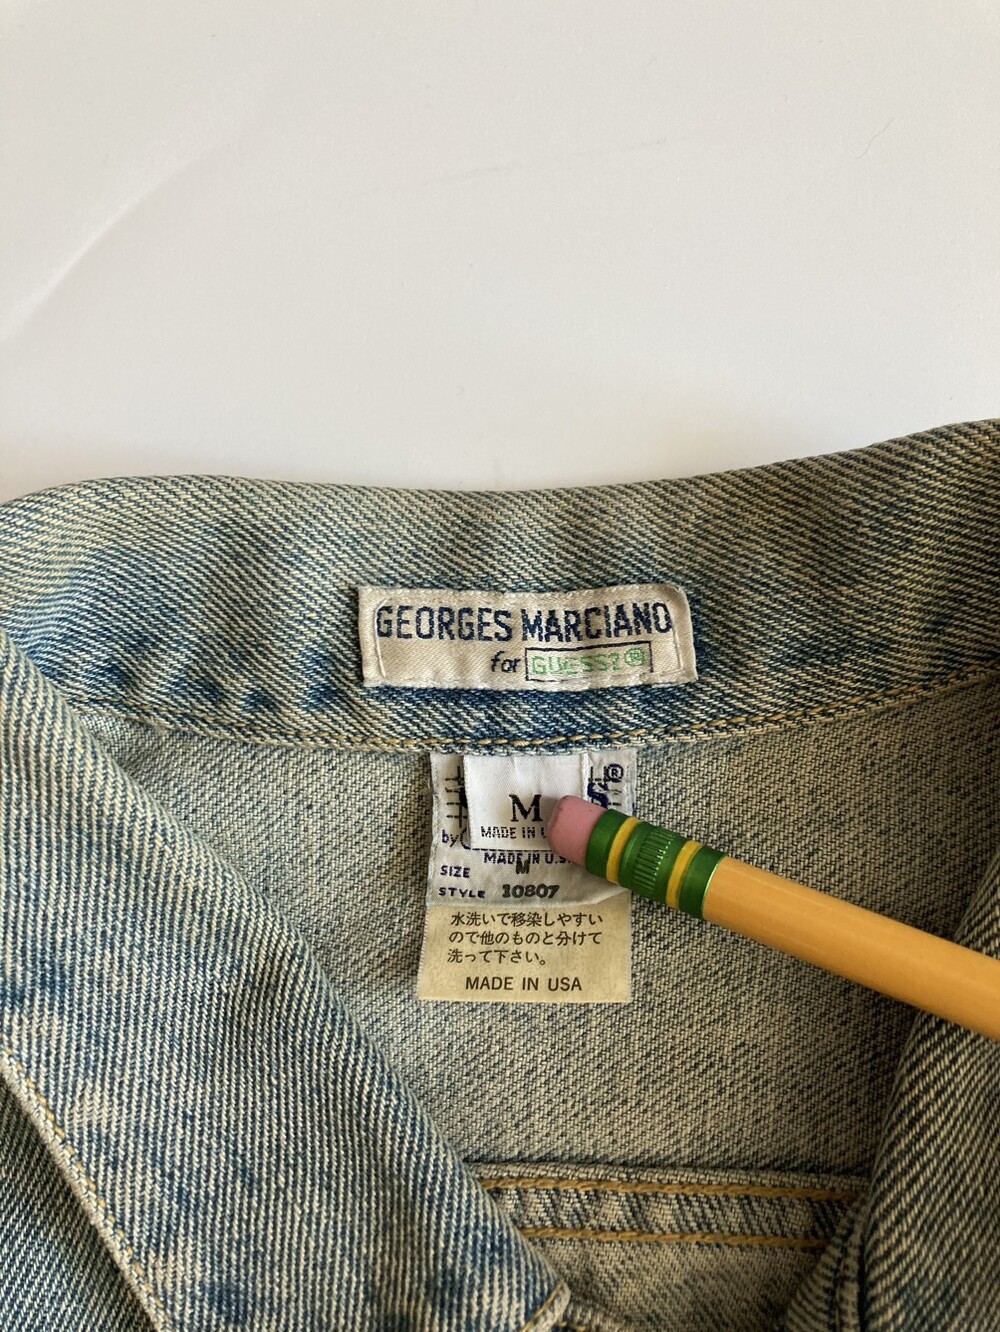 GEORGES MARCIANO
for GUESS?®
M
MADE IN
S®
by
MADE IN U.S.
SIZE M
STYLE 10807
水洗いで移染しやすい
ので他のものと分けて
洗って下さい。
MADE IN USA